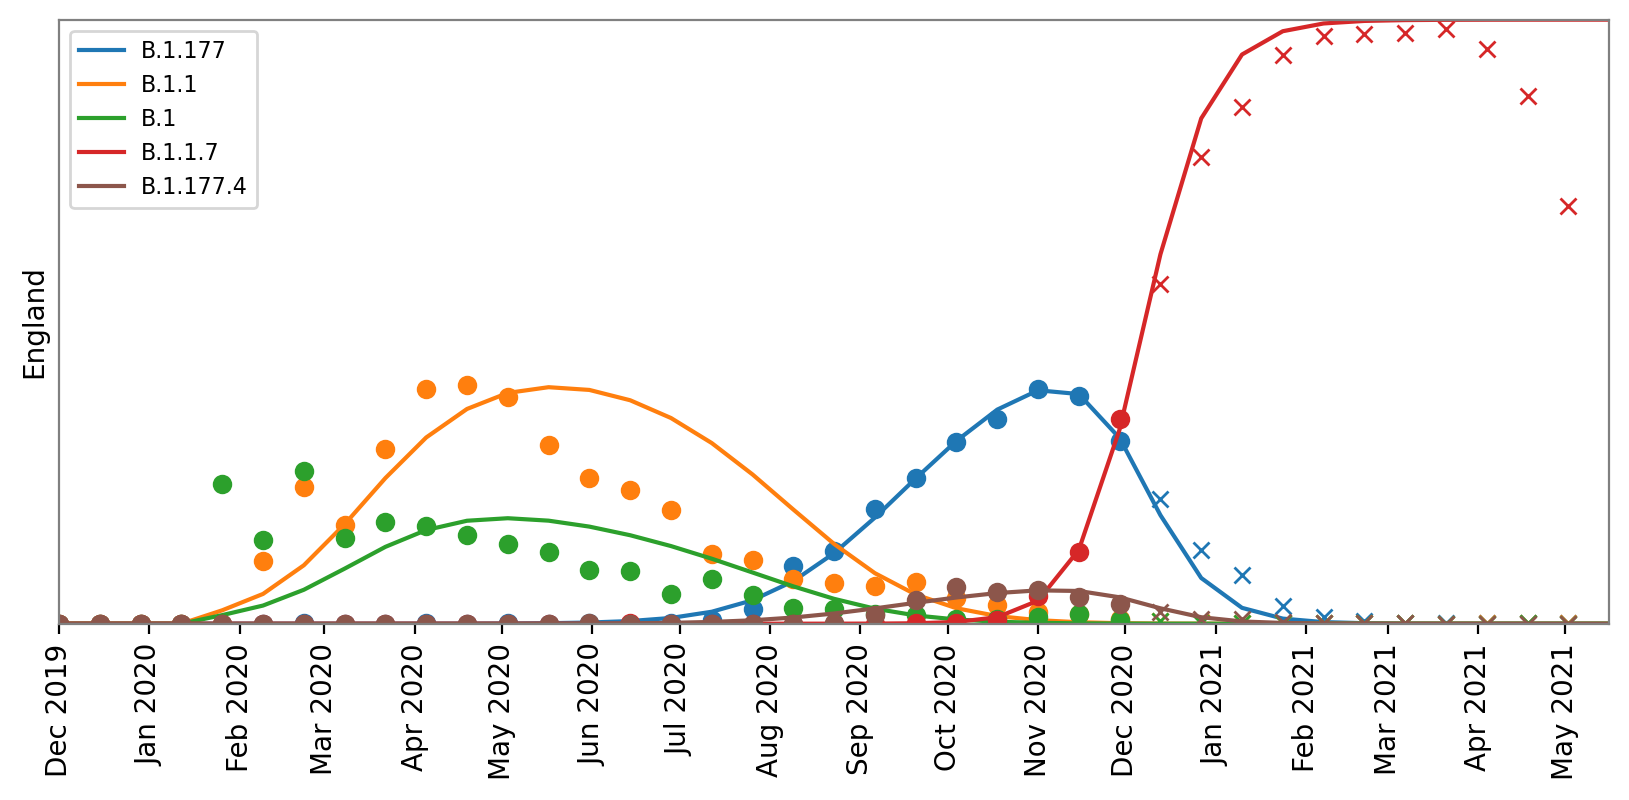 B.1.177
B.1.1
B.1
B.1.1.7
B.1.177.4
England
Dec 2019
Jan 2020
Feb 2020
Mar 2020
Apr 2020
May 2020
Jun 2020
Jul 2020
Aug 2020
Sep 2020
Oct 2020
Nov 2020
Dec 2020
Jan 2021
Feb 2021
Mar 2021
Apr 2021
May 2021